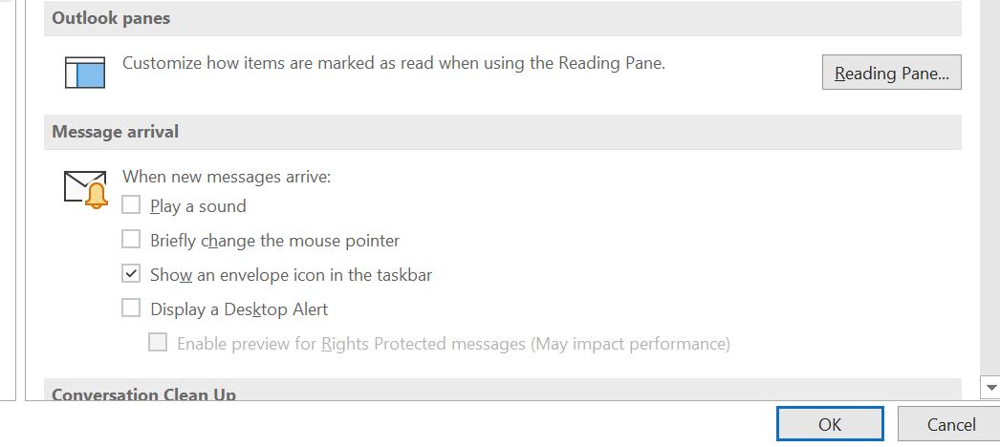 Outlook panes
Customize how items are marked as read when using the Reading Pane.
Reading Pane...
Message arrival
When new messages arrive:
Play a sound
Briefly change the mouse pointer
Show an envelope icon in the taskbar
Display a Desktop Alert
Enable preview for Rights Protected messages (May impact performance)
Conversation Clean Up
OK
Cancel